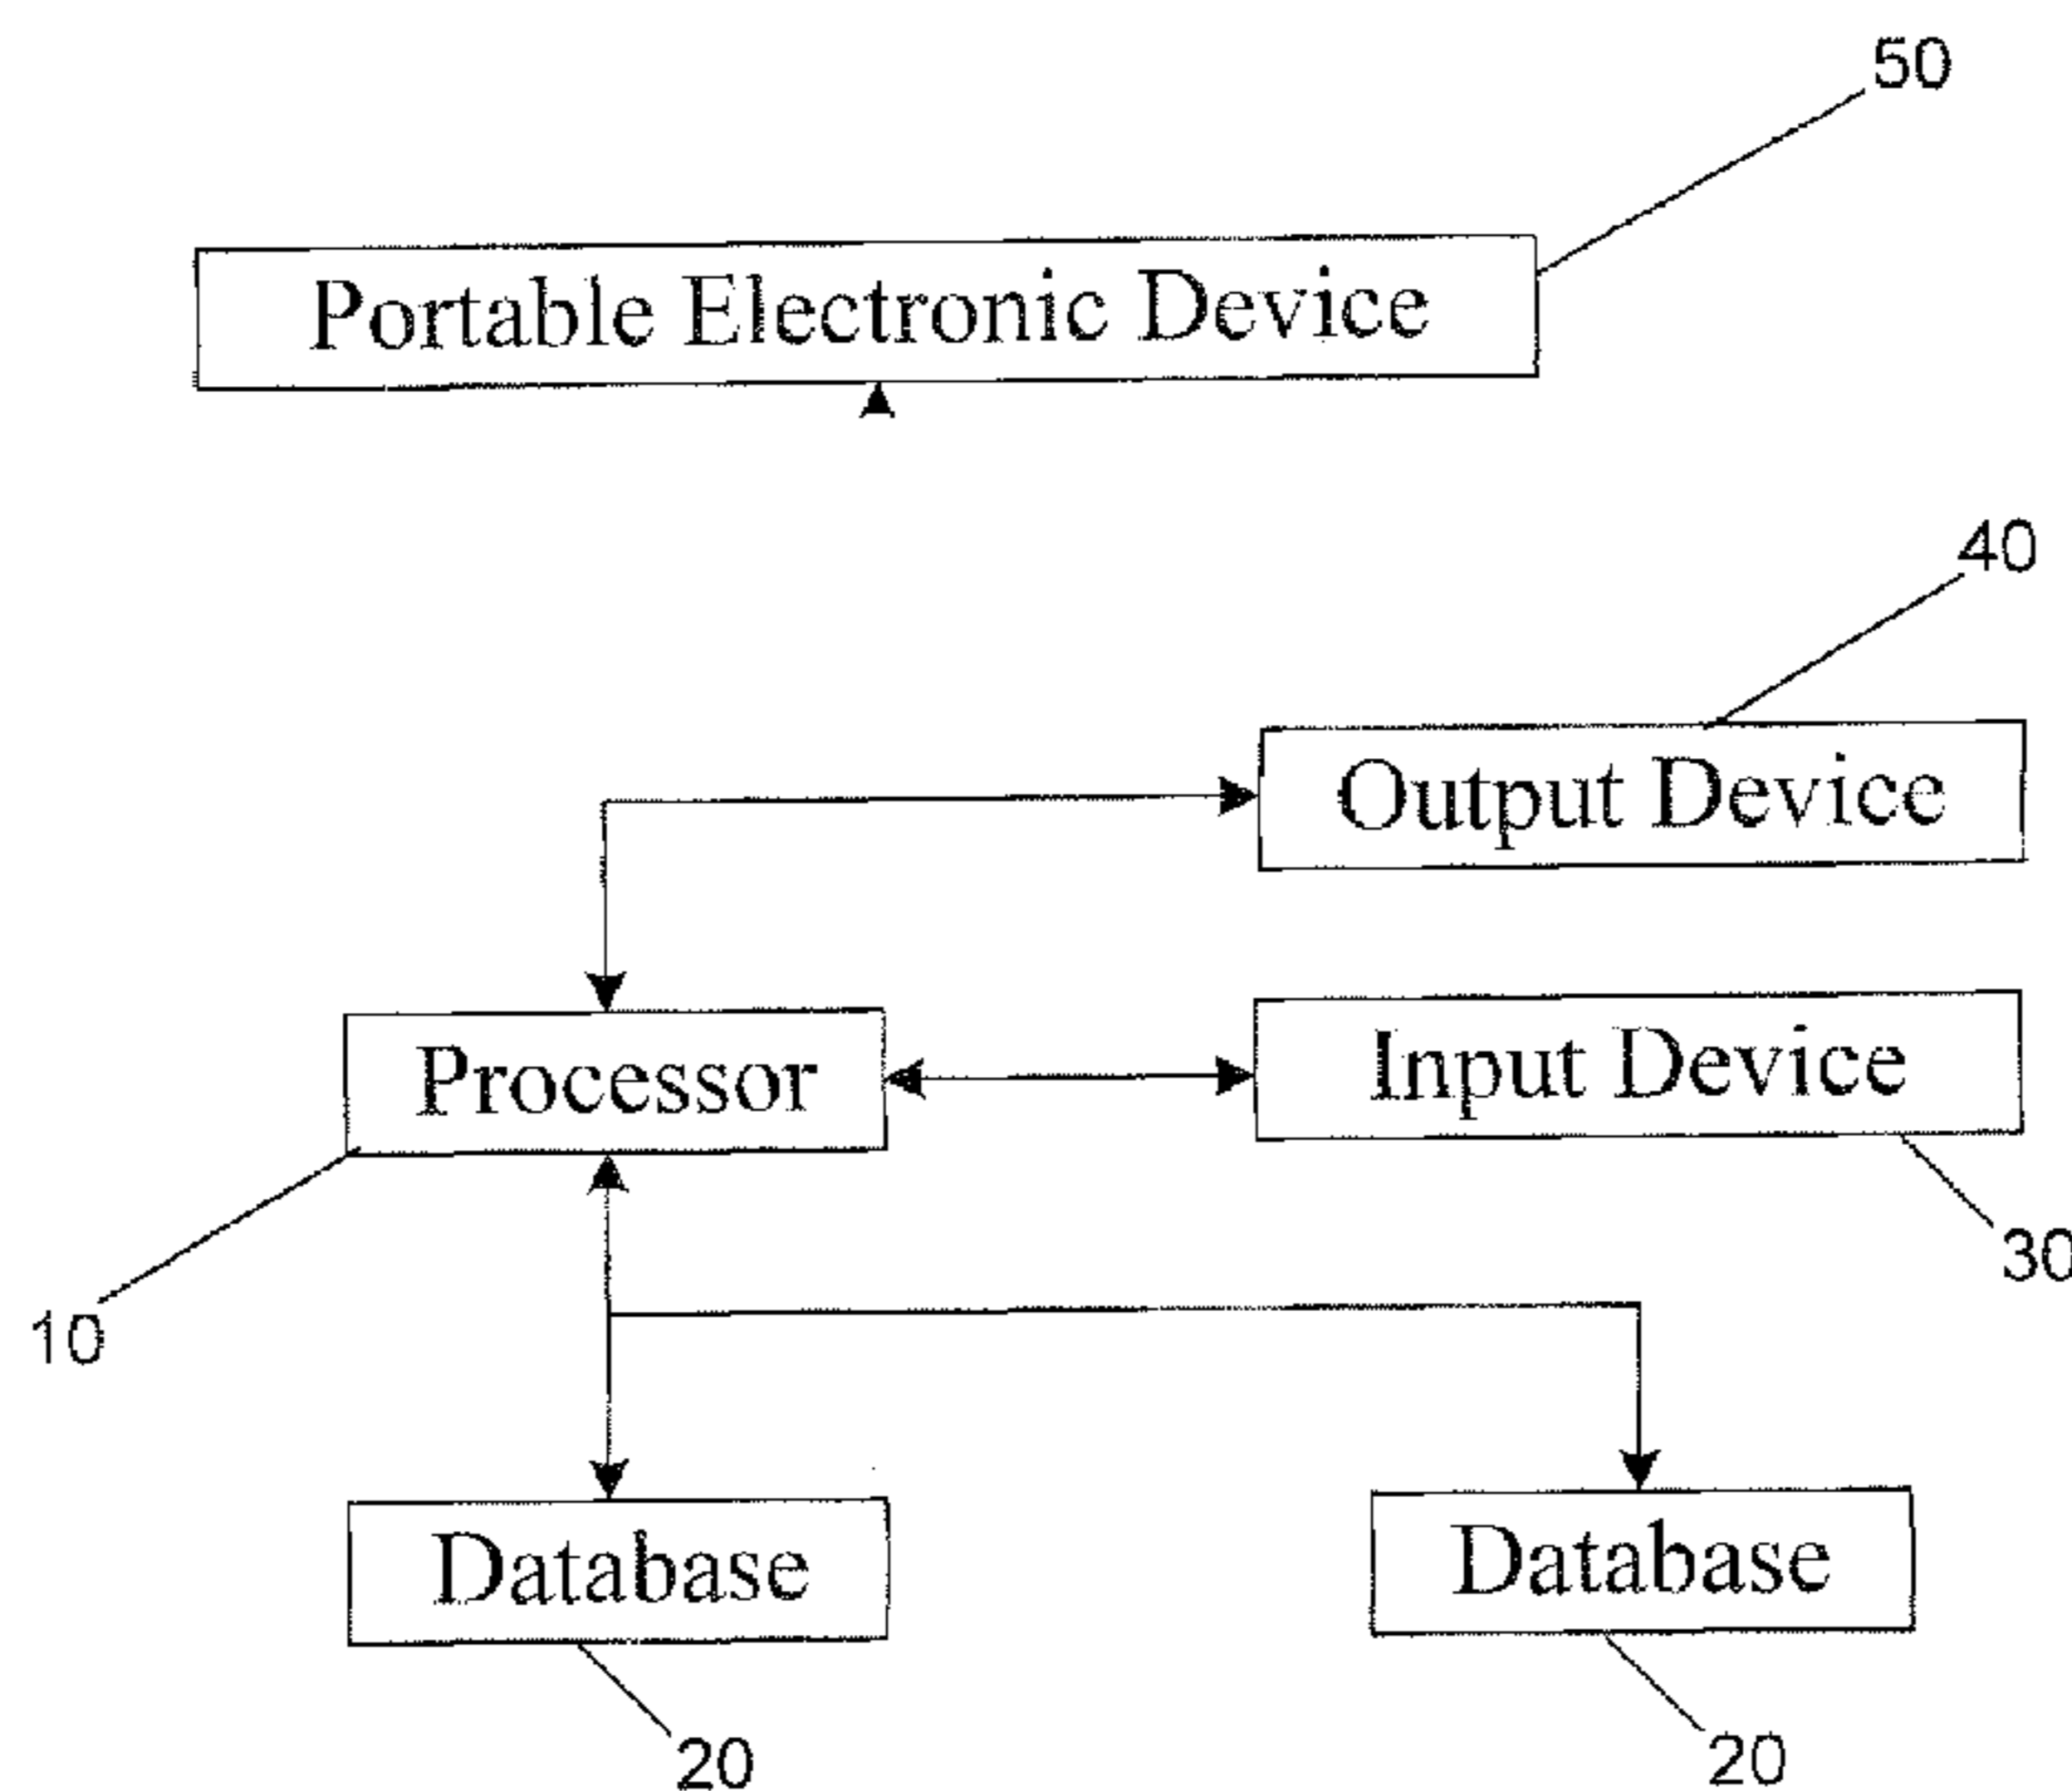 50
Portable Electronic Device
40
Output Device
Processor
Input Device
30
10
Database
Database
20
20